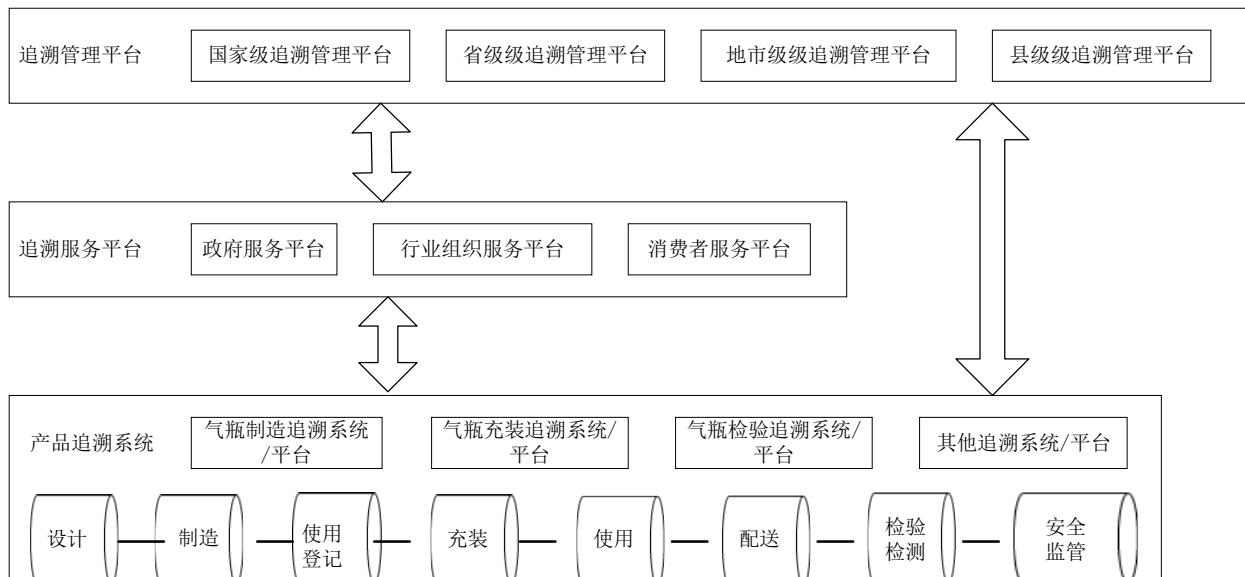 追溯管理平台
国家级追溯管理平台
省级级追溯管理平台
地市级级追溯管理平台
县级级追溯管理平台
追溯服务平台
政府服务平台
行业组织服务平台
消费者服务平台
产品追溯系统
气瓶制造追溯系统
/平台
气瓶充装追溯系统/
平台
气瓶检验追溯系统/
平台
其他追溯系统/平台
设计
制造
使用
登记
充装
使用
配送
检验
检测
安全
监管